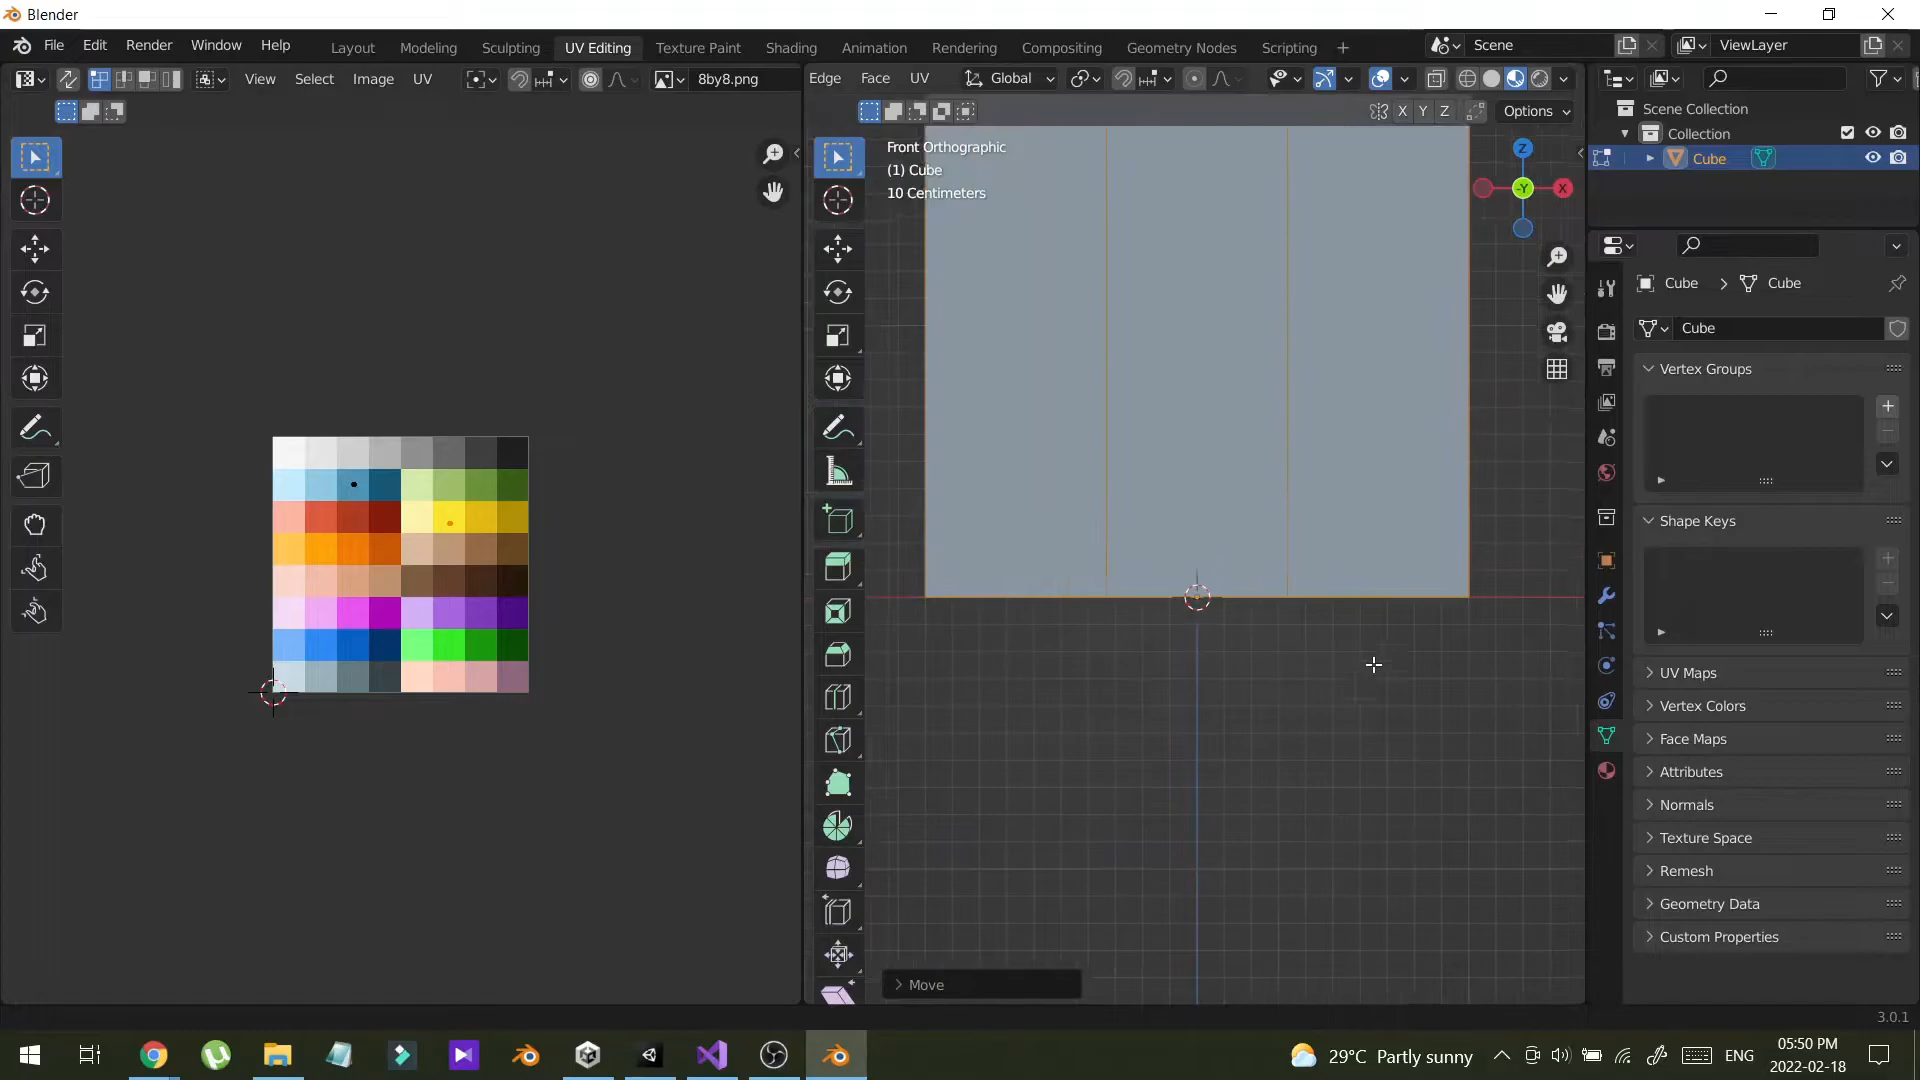 Blender
File Edit Render Window Help
Layout Modeling Sculpting UV Editing Texture Paint Shading Animation Rendering Compositing Geometry Nodes Scripting +
Scene
ViewLayer
View Select Image UV
8by8.png
Edge Face UV
Global
X Y Z
Options
Front Orthographic
(1) Cube
10 Centimeters
Z
-Y
X
Scene Collection
Collection
Cube
Cube > Cube
Cube
Vertex Groups
Shape Keys
UV Maps
Vertex Colors
Face Maps
Attributes
Normals
Texture Space
Remesh
Geometry Data
Custom Properties
> Move
3.0.1
29°C Partly sunny
ENG
05:50 PM
2022-02-18